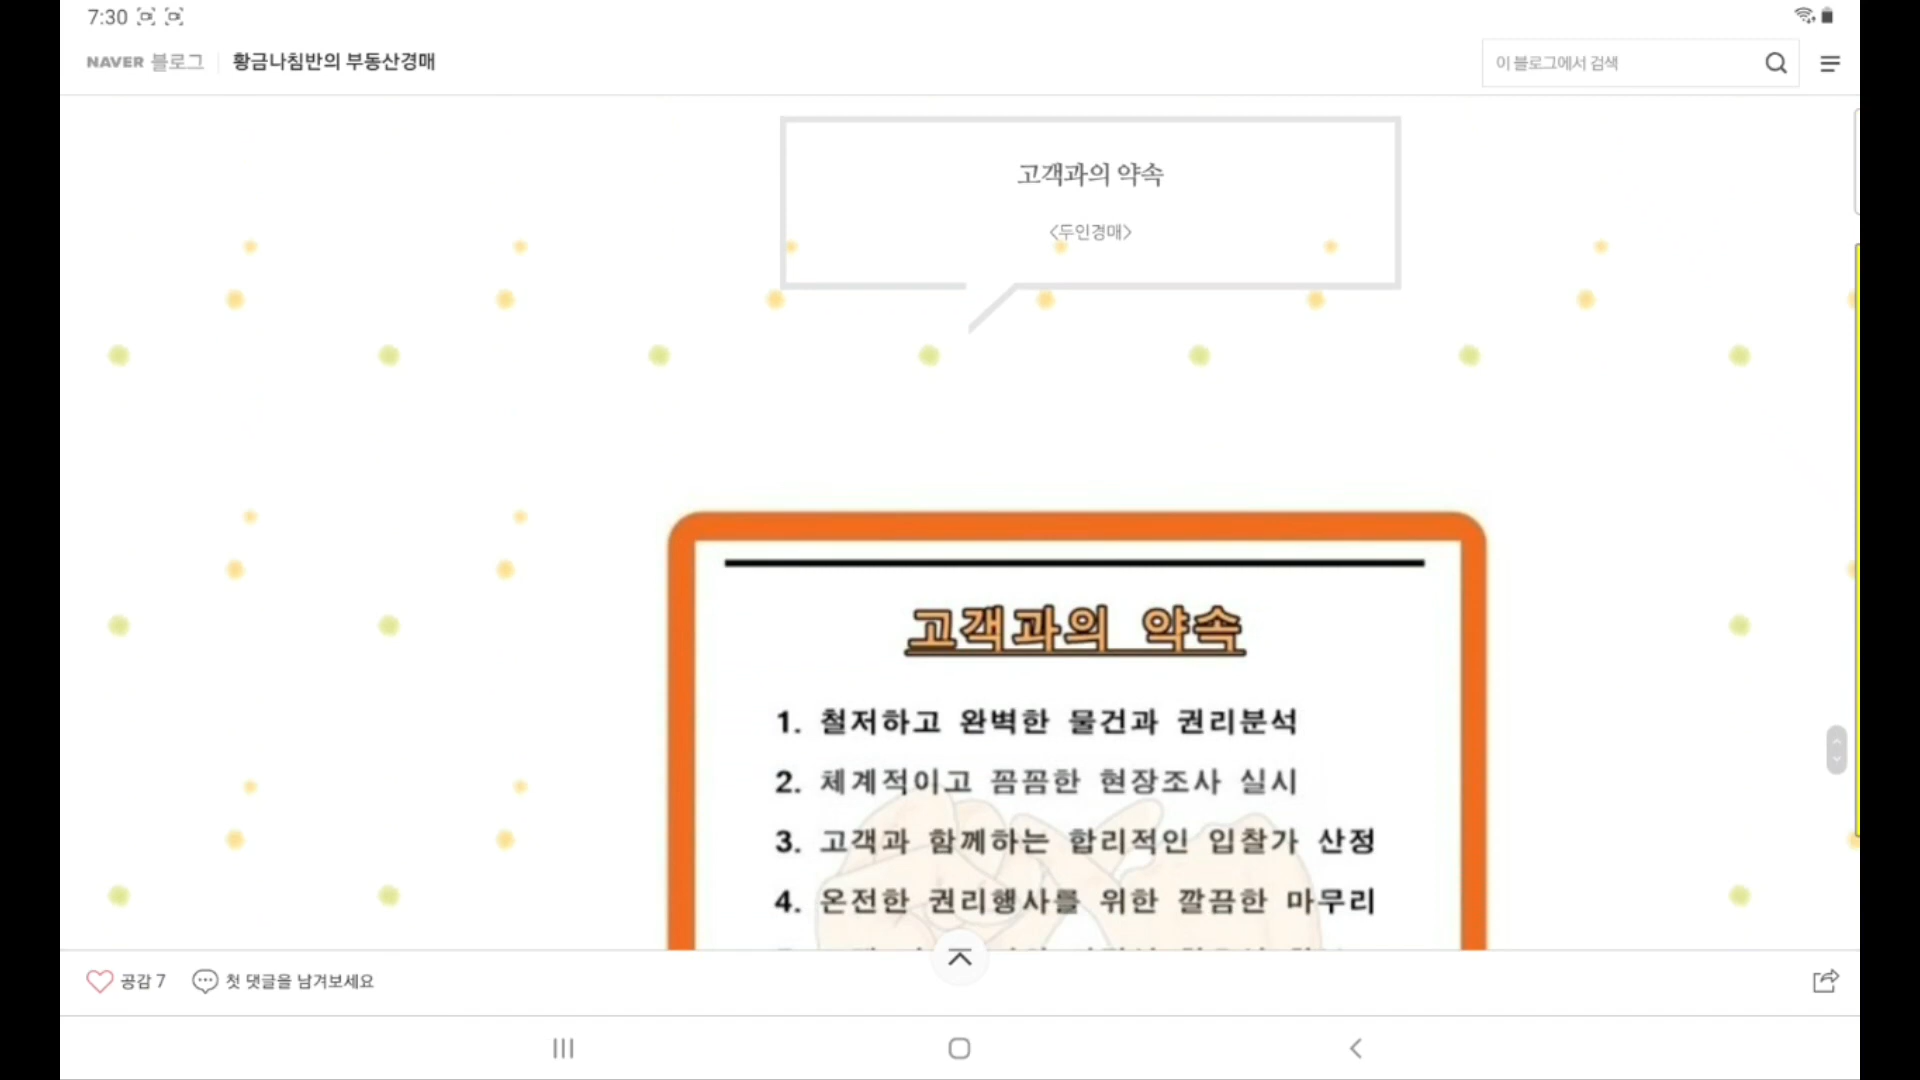 7:30
NAVER 블로그 황금나침반의 부동산경매
이 블로그에서 검색
고객과의 약속
<두인경매>
고객과의 약속
1. 철저하고 완벽한 물건과 권리분석
2. 체계적이고 꼼꼼한 현장조사 실시
3. 고객과 함께하는 합리적인 입찰가 산정
4. 온전한 권리행사를 위한 깔끔한 마무리
공감 7 첫 댓글을 남겨보세요